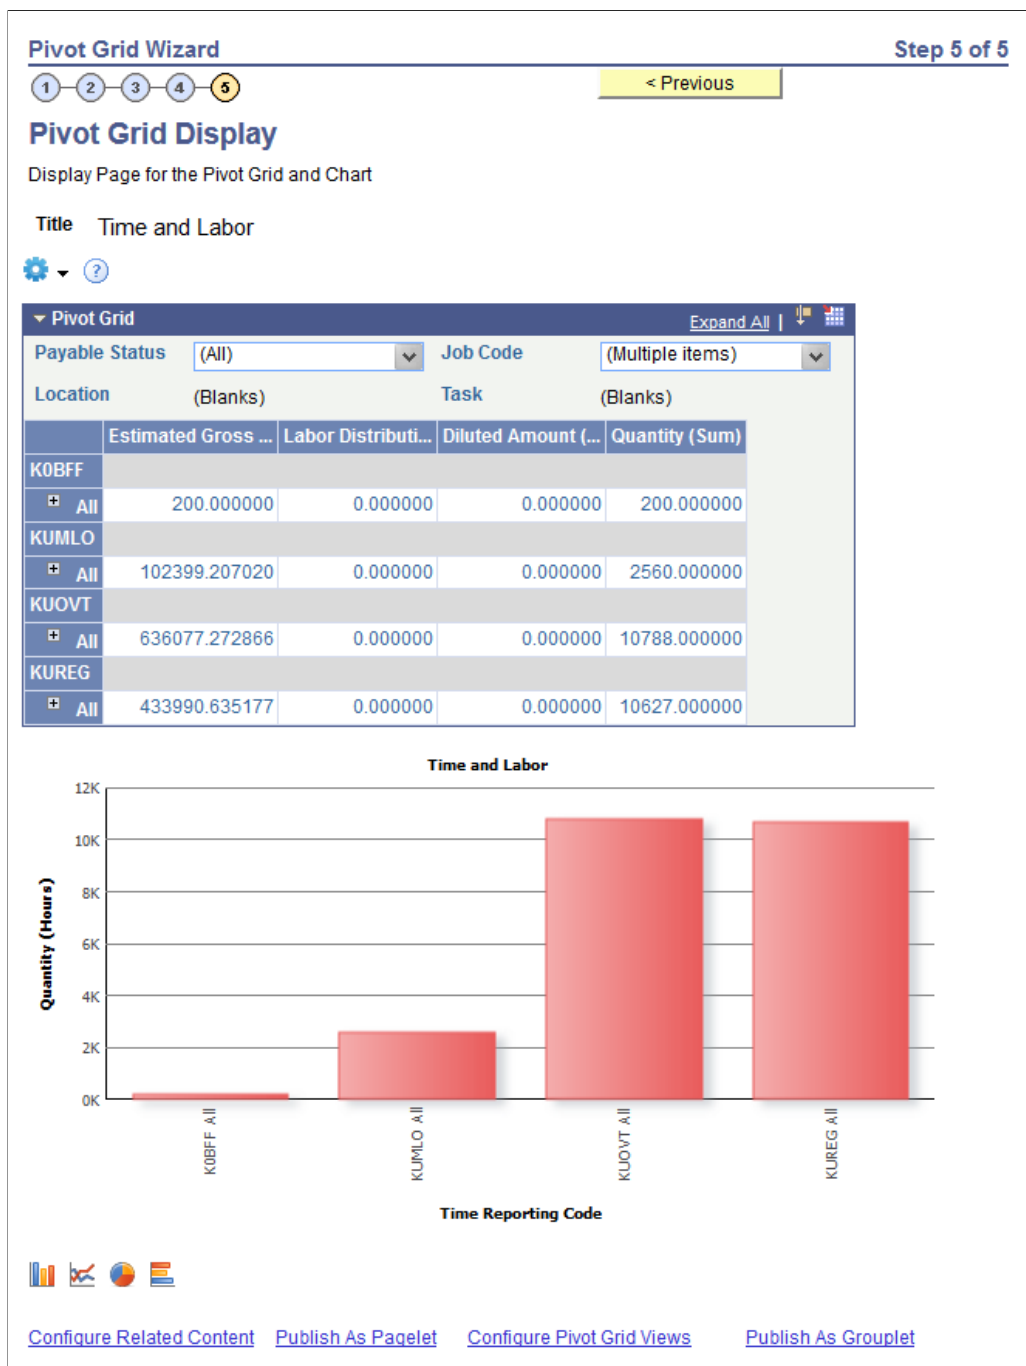 Pivot Grid Wizard Step 5 of 5
1 2 3 4 5 < Previous
Pivot Grid Display
Display Page for the Pivot Grid and Chart
Title Time and Labor
?
Pivot Grid Expand All |
Payable Status (All) Job Code (Multiple items)
Location (Blanks) Task (Blanks)
Estimated Gross ... Labor Distributi... Diluted Amount (... Quantity (Sum)
K0BFF
All 200.000000 0.000000 0.000000 200.000000
KUMLO
All 102399.207020 0.000000 0.000000 2560.000000
KUOVT
All 636077.272866 0.000000 0.000000 10788.000000
KUREG
All 433990.635177 0.000000 0.000000 10627.000000
Time and Labor
12K
10K
8K
6K
4K
2K
0K
Quantity (Hours)
K0BFF All
KUMLO All
KUOVT All
KUREG All
Time Reporting Code
Configure Related Content Publish As Pagelet Configure Pivot Grid Views Publish As Grouplet